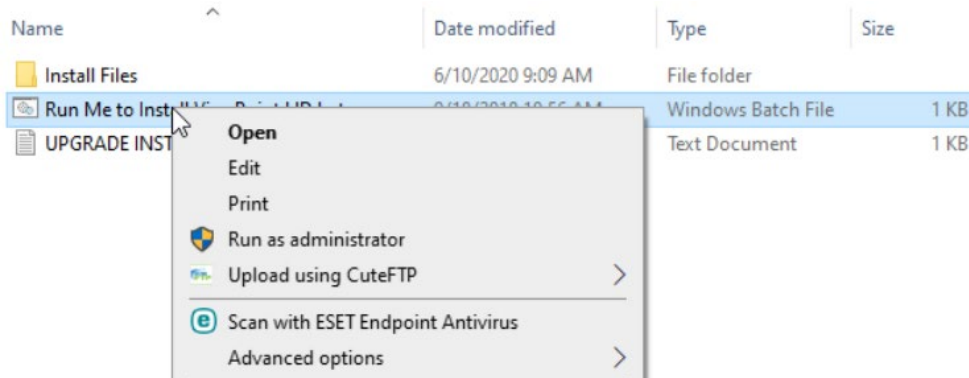 Name Date modified Type Size
Install Files 6/10/2020 9:09 AM File folder
Run Me to Install Windows Batch File 1 KB
UPGRADE INST Text Document 1 KB
Open
Edit
Print
Run as administrator
Upload using CuteFTP
Scan with ESET Endpoint Antivirus
Advanced options